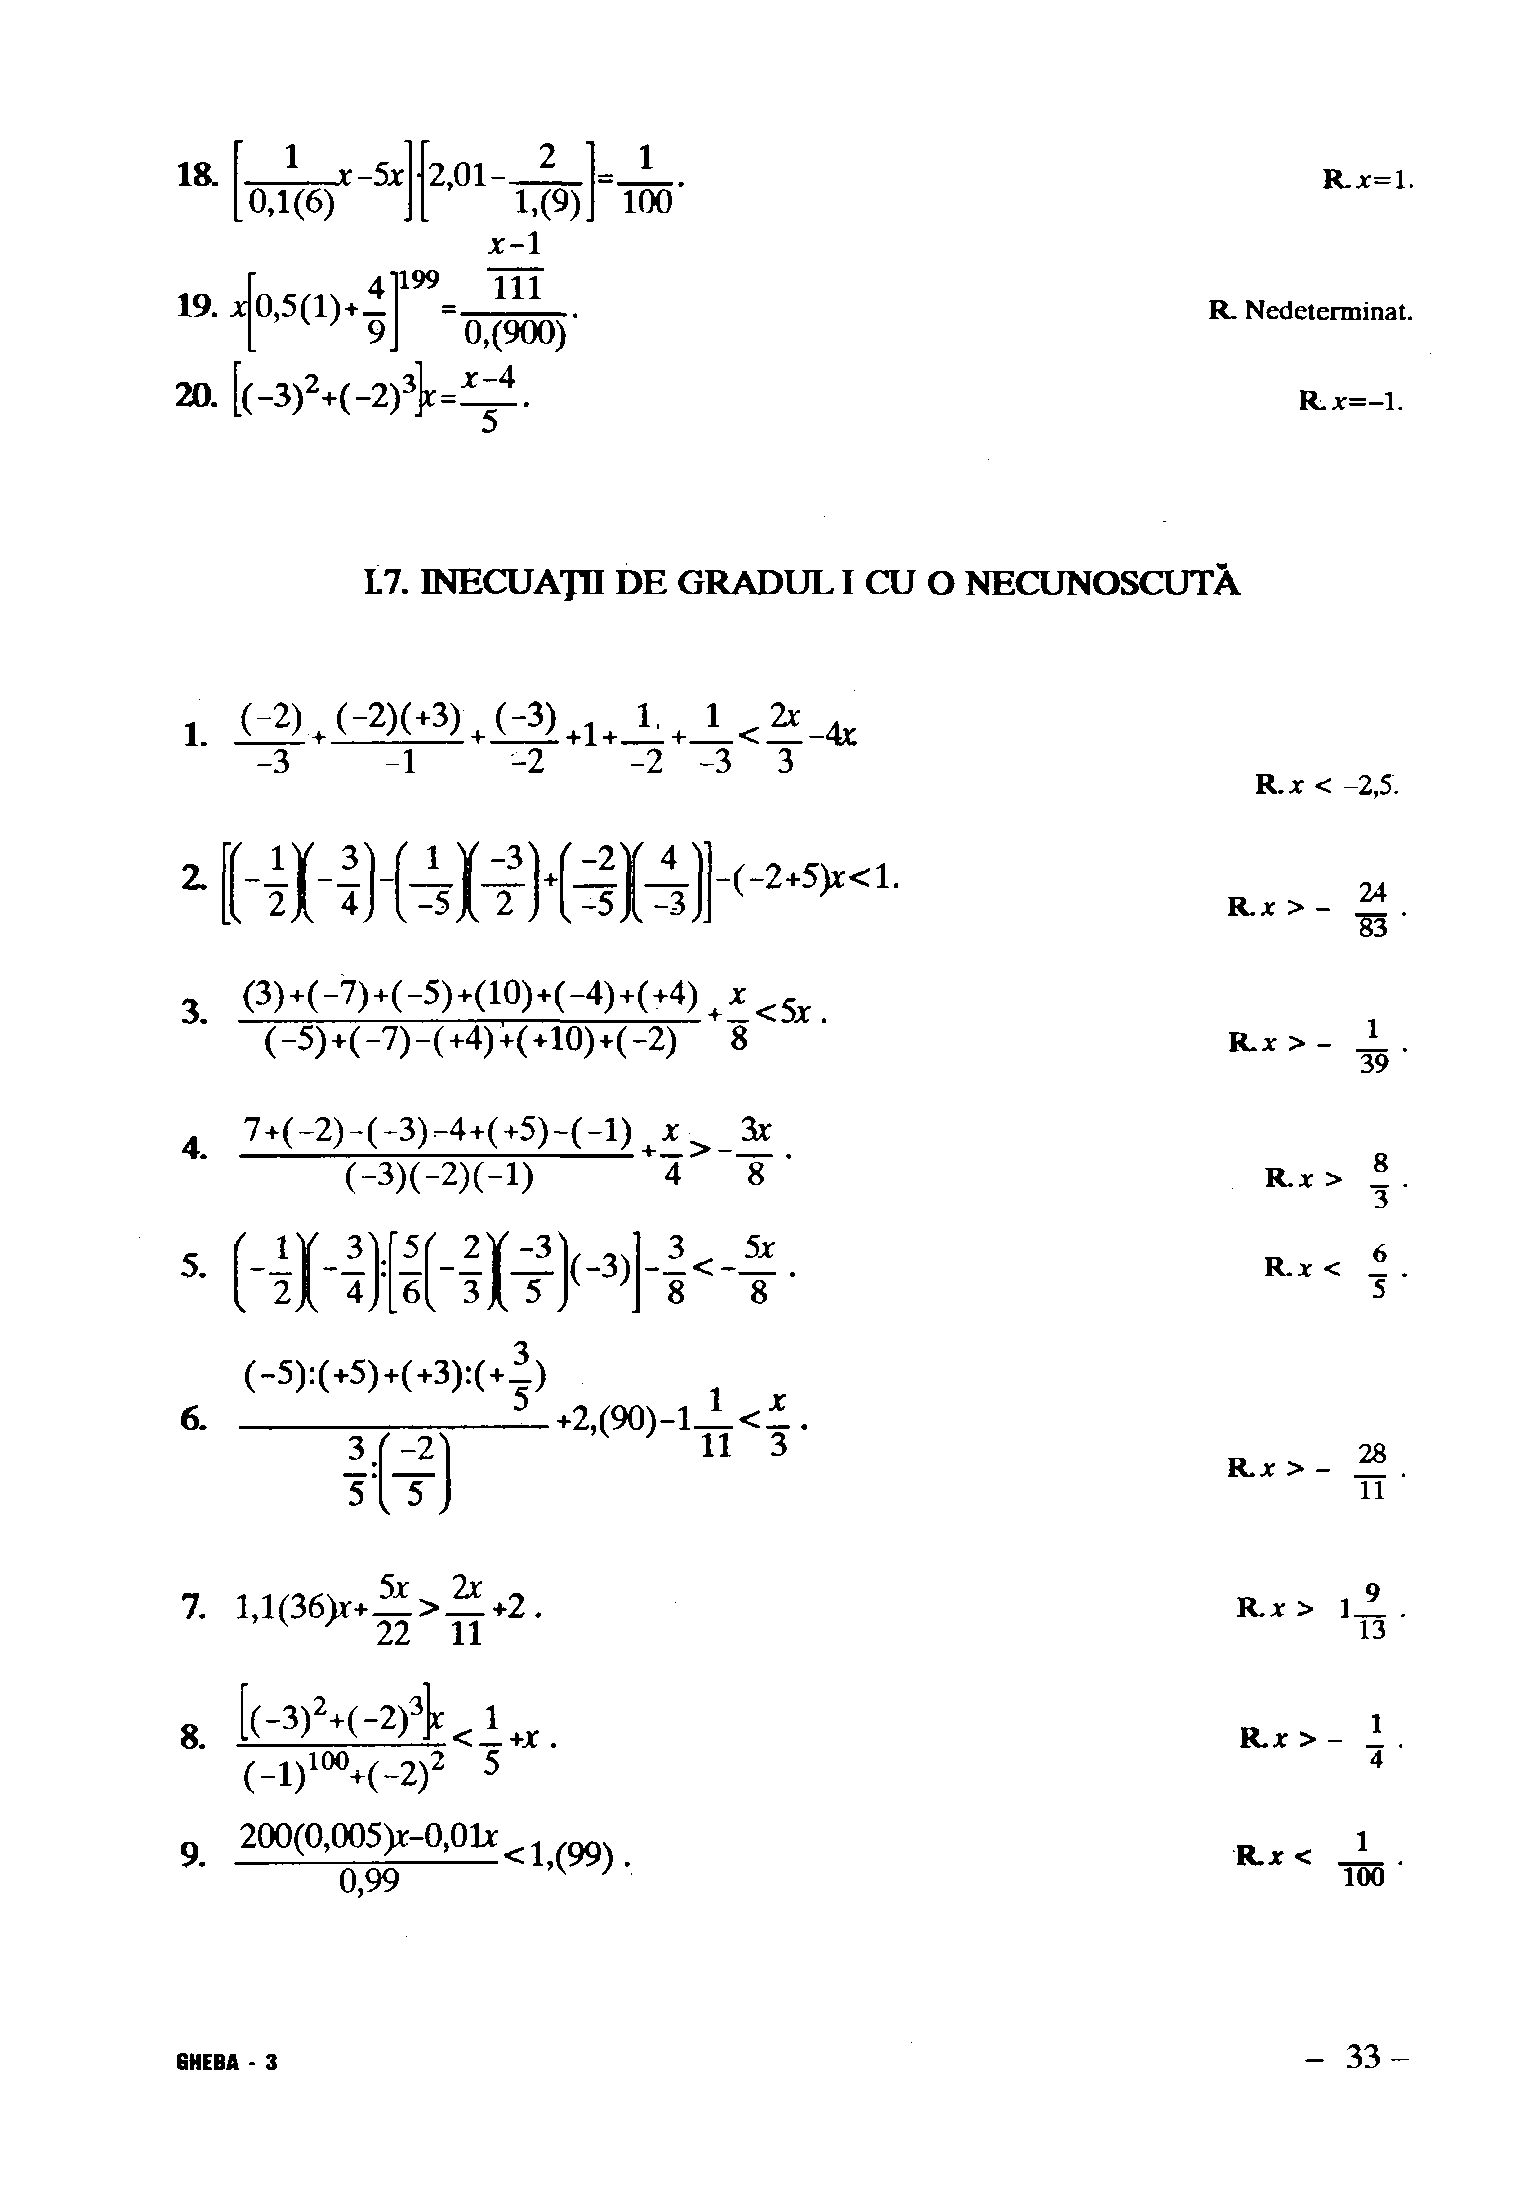 18. [1/0,1(6) x-5x]·[2,01-2/1,(9)]=1/100. R. x=1.
19. x[0,5(1)+4/9]^199=((x-1)/111)/0,(900). R. Nedeterminat.
20. [(-3)²+(-2)³]x=(x-4)/5. R. x=-1.
I.7. INECUAŢII DE GRADUL I CU O NECUNOSCUTĂ
1. (-2)/-3+(-2)(+3)/-1+(-3)/-2+1+1/-2+1/-3<2x/3-4x R. x < -2,5.
2. [(-1/2)(-3/4)-(1/-5)(-3/2)+(-2/-5)(4/-3)]-(-2+5)x<1. R. x > - 24/83.
3. ((3)+(-7)+(-5)+(10)+(-4)+(+4))/((-5)+(-7)-(+4)+(+10)+(-2))+x/8<5x. R. x > - 1/39.
4. (7+(-2)-(-3)-4+(+5)-(-1))/((-3)(-2)(-1))+x/4>-3x/8. R. x > 8/3.
5. (-1/2)(-3/4):[5/6(-2/3)(-3/5)(-3)]-3/8<-5x/8. R. x < 6/5.
6. ((-5):(+5)+(+3):(+3/5))/(3/5:(-2/5))+2,(90)-1 1/11<x/3. R. x > - 28/11.
7. 1,1(36)x+5x/22>2x/11+2. R. x > 1 9/13.
8. [(-3)²+(-2)³]x/((-1)^100+(-2)²)<1/5+x. R. x > - 1/4.
9. (200(0,005)x-0,01x)/0,99<1,(99). R. x < 1/100.
GHEBA - 3 - 33 -